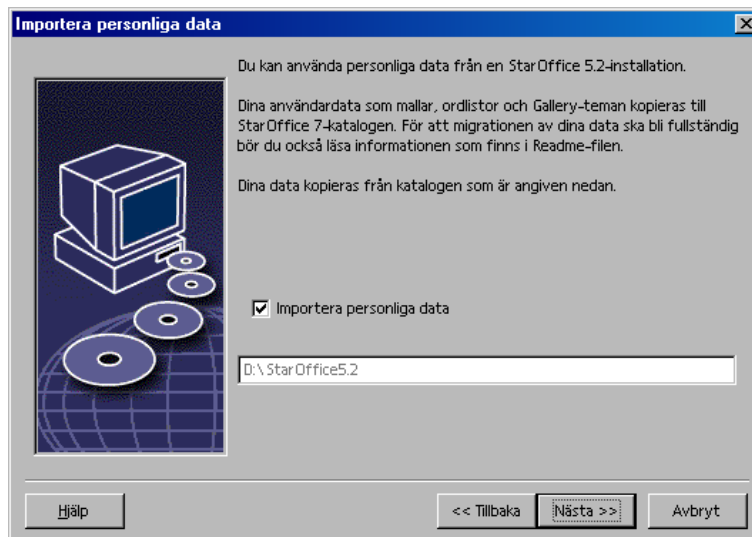 Importera personliga data
Du kan använda personliga data från en StarOffice 5.2-installation.
Dina användardata som mallar, ordlistor och Gallery-teman kopieras till
StarOffice 7-katalogen. För att migrationen av dina data ska bli fullständig
bör du också läsa informationen som finns i Readme-filen.
Dina data kopieras från katalogen som är angiven nedan.
Importera personliga data
D:\StarOffice5.2
Hjälp
<< Tillbaka
Nästa >>
Avbryt